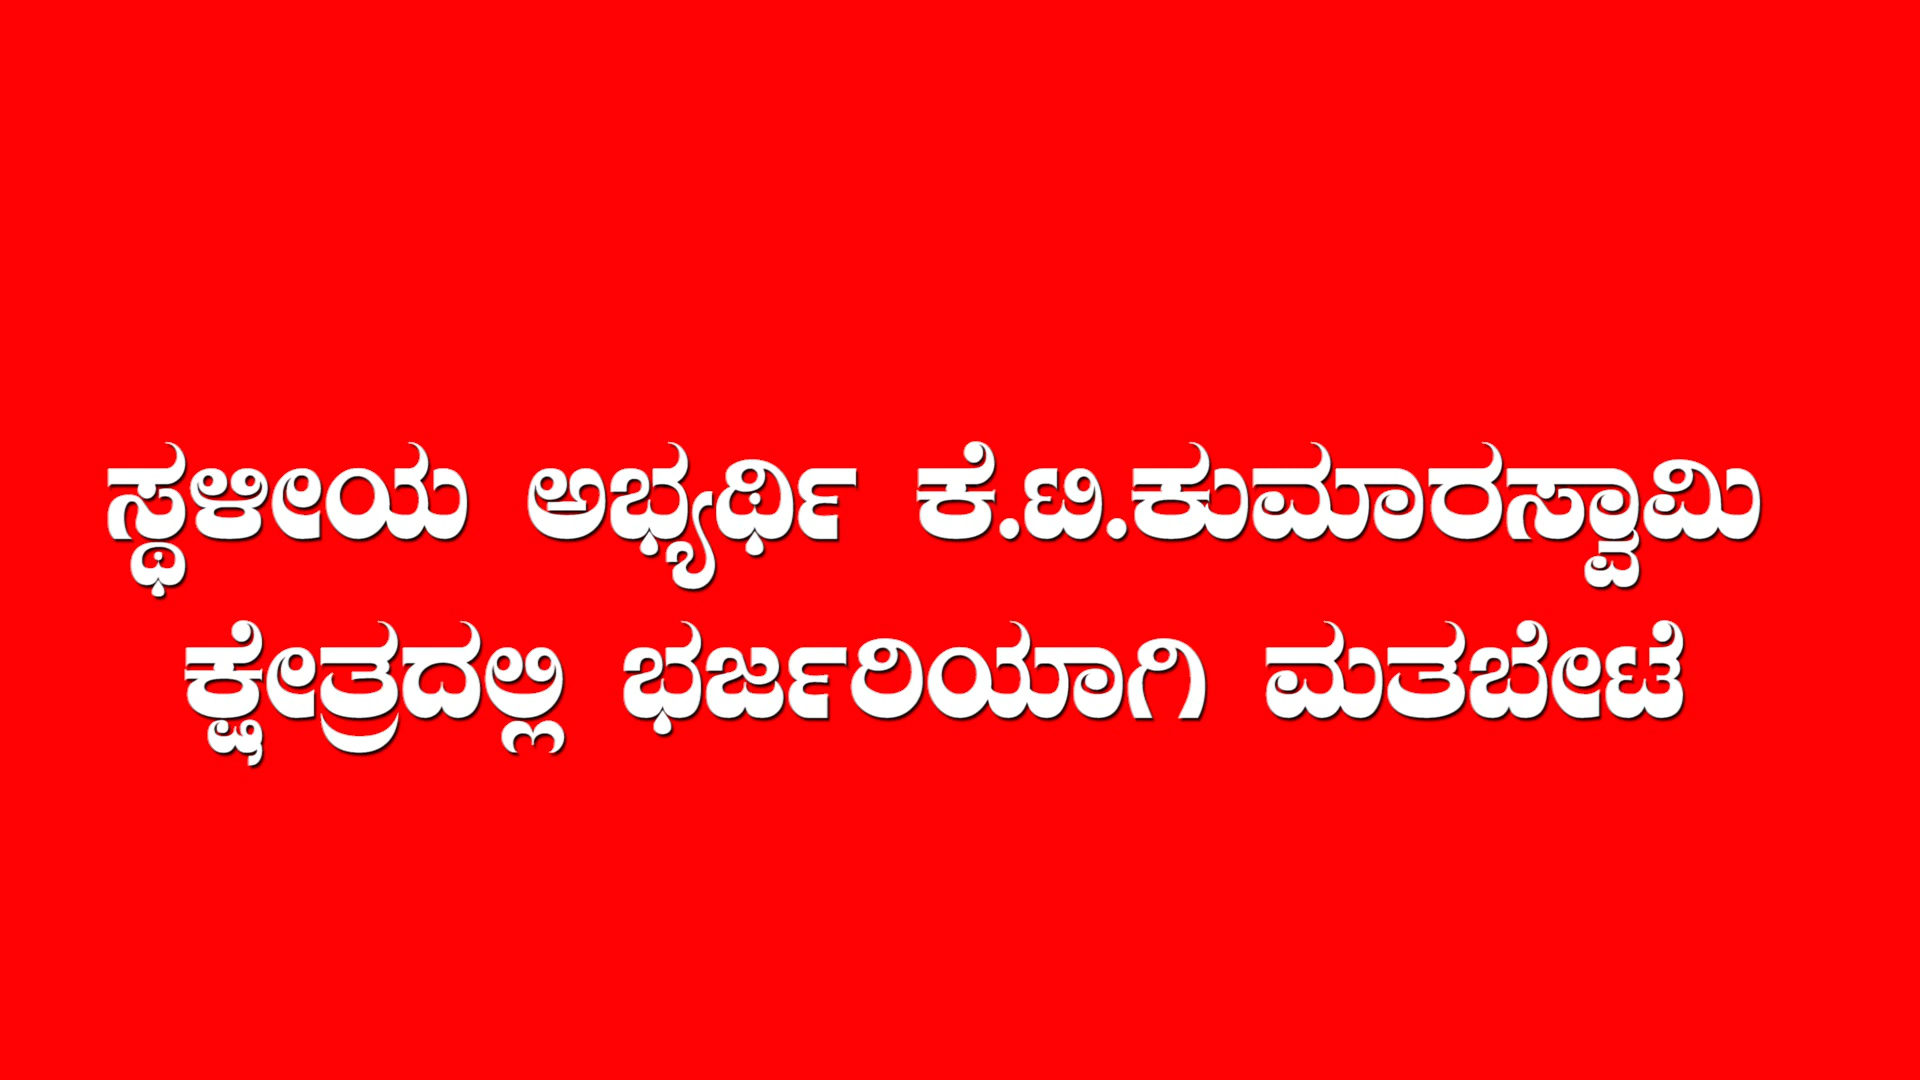 ಸ್ಥಳೀಯ ಅಭ್ಯರ್ಥಿ ಕೆ.ಟಿ.ಕುಮಾರಸ್ವಾಮಿ
ಕ್ಷೇತ್ರದಲ್ಲಿ ಭರ್ಜರಿಯಾಗಿ ಮತಬೇಟೆ